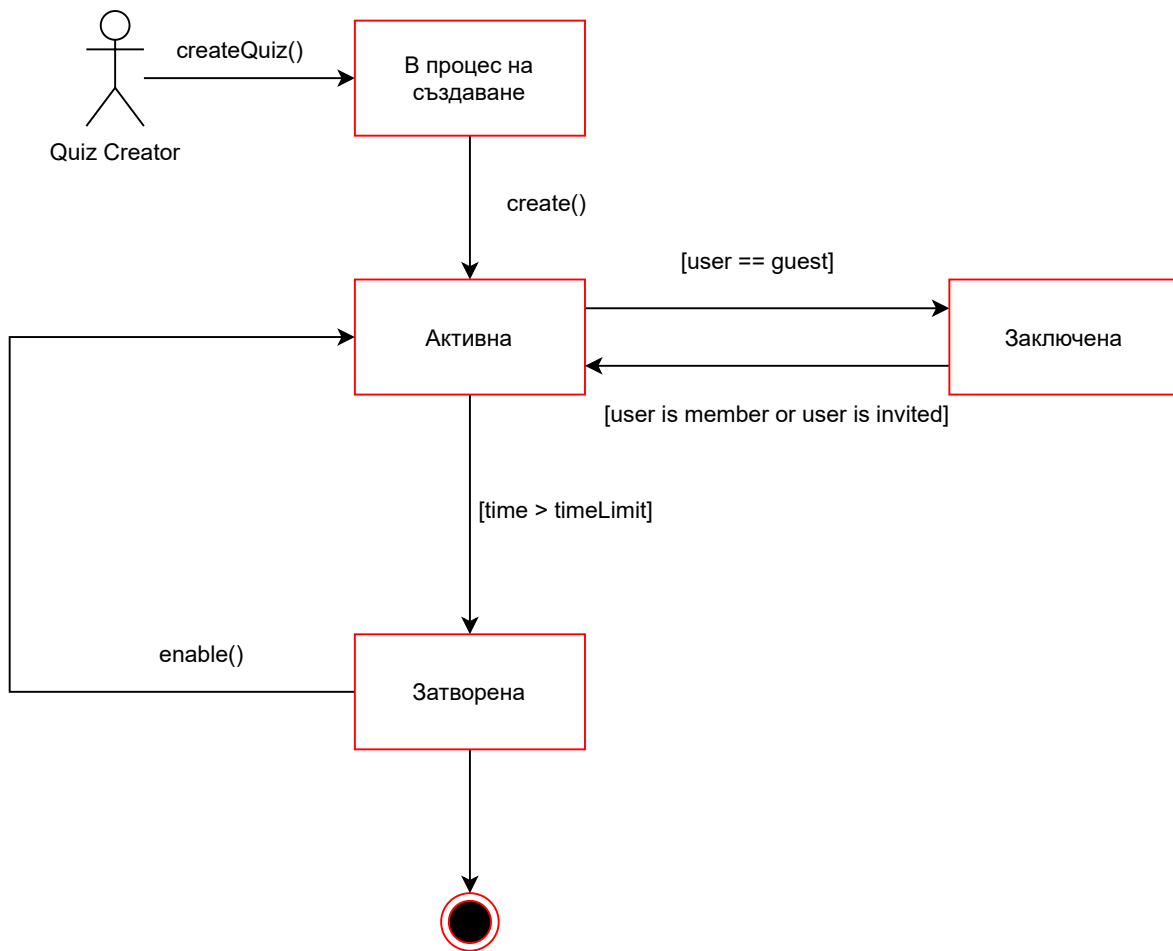 createQuiz()
В процес на
създаване
Quiz Creator
create()
[user == guest]
Активна
Заключена
[user is member or user is invited]
[time > timeLimit]
enable()
Затворена